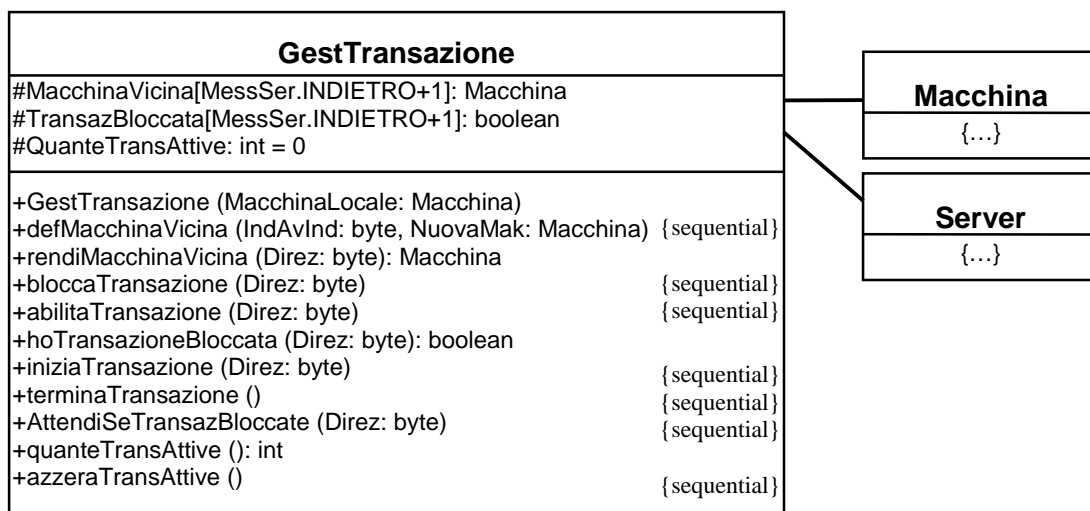 GestTransazione
#MacchinaVicina[MessSer.INDIETRO+1]: Macchina
#TransazBloccata[MessSer.INDIETRO+1]: boolean
#QuanteTransAttive: int = 0
+GestTransazione (MacchinaLocale: Macchina)
+defMacchinaVicina (IndAvInd: byte, NuovaMak: Macchina) {sequential}
+rendiMacchinaVicina (Direz: byte): Macchina
+bloccaTransazione (Direz: byte) {sequential}
+abilitaTransazione (Direz: byte) {sequential}
+hoTransazioneBloccata (Direz: byte): boolean
+iniziaTransazione (Direz: byte) {sequential}
+terminaTransazione () {sequential}
+AttendiSeTransazBloccate (Direz: byte) {sequential}
+quanteTransAttive (): int
+azzeraTransAttive () {sequential}
Macchina
{…}
Server
{…}